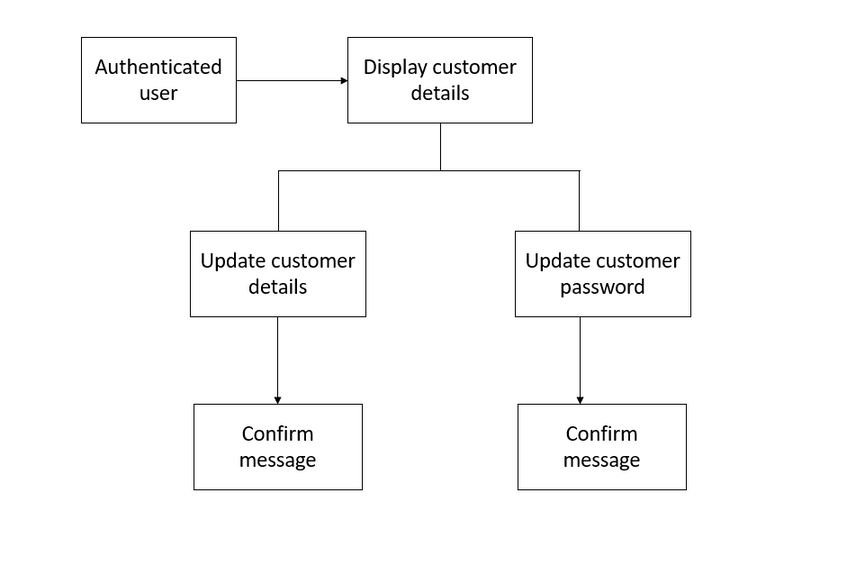 Authenticated
user
Display customer
details
Update customer
details
Update customer
password
Confirm
message
Confirm
message